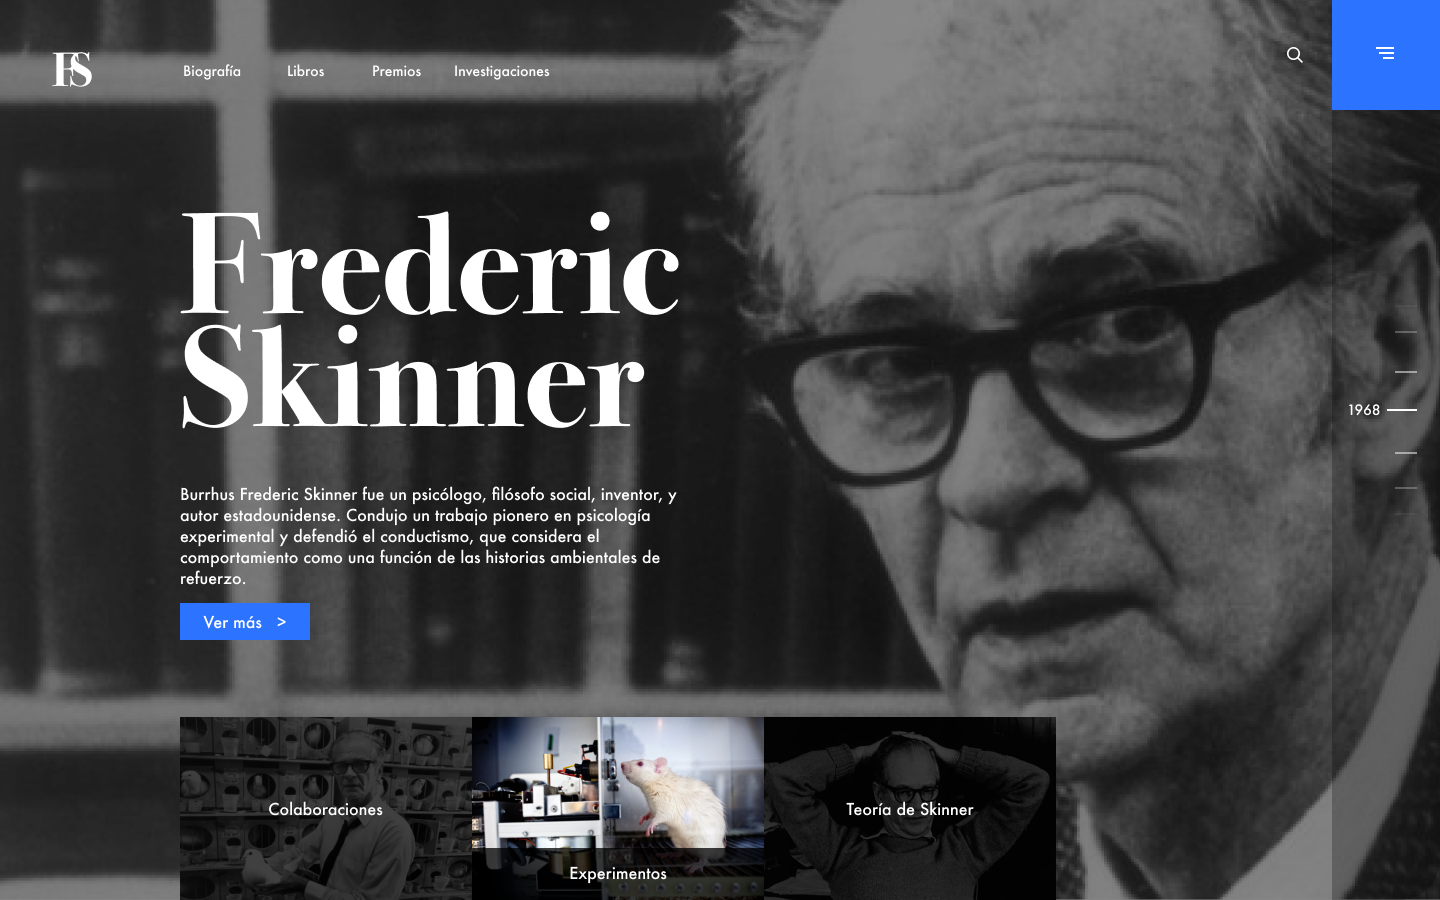 FS
Biografía
Libros
Premios
Investigaciones
Frederic
Skinner
1968
Burrhus Frederic Skinner fue un psicólogo, filósofo social, inventor, y
autor estadounidense. Condujo un trabajo pionero en psicología
experimental y defendió el conductismo, que considera el
comportamiento como una función de las historias ambientales de
refuerzo.
Ver más >
Colaboraciones
Experimentos
Teoría de Skinner